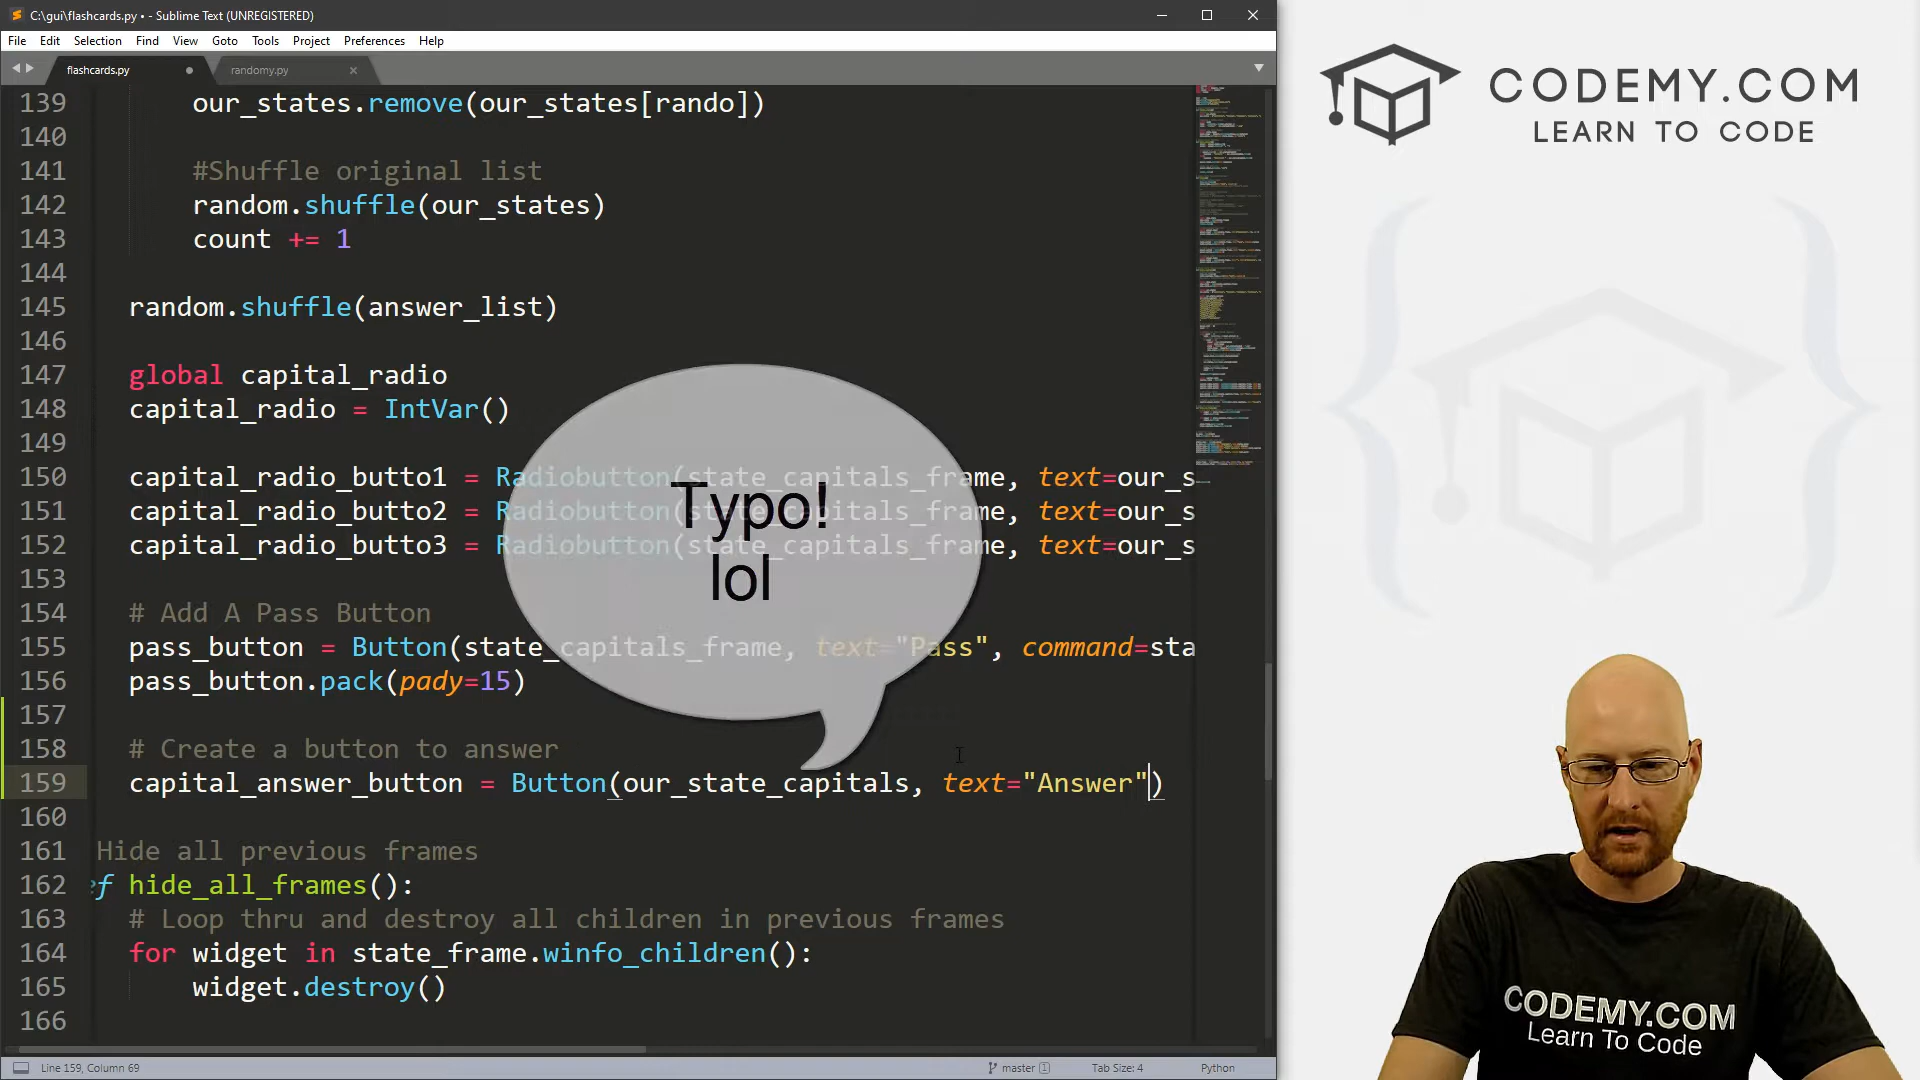 C:\gui\flashcards.py • - Sublime Text (UNREGISTERED)
File Edit Selection Find View Goto Tools Project Preferences Help
flashcards.py
randomy.py
139 our_states.remove(our_states[rando])
140
141 #Shuffle original list
142 random.shuffle(our_states)
143 count += 1
144
145 random.shuffle(answer_list)
146
147 global capital_radio
148 capital_radio = IntVar()
149
150 capital_radio_butto1 = Radiobutton(state_capitals_frame, text=our_s
151 capital_radio_butto2 = Radiobutton(state_capitals_frame, text=our_s
152 capital_radio_butto3 = Radiobutton(state_capitals_frame, text=our_s
153
154 # Add A Pass Button
155 pass_button = Button(state_capitals_frame, text="Pass", command=sta
156 pass_button.pack(pady=15)
157
158 # Create a button to answer
159 capital_answer_button = Button(our_state_capitals, text="Answer")
160
161 Hide all previous frames
162 ef hide_all_frames():
163 # Loop thru and destroy all children in previous frames
164 for widget in state_frame.winfo_children():
165 widget.destroy()
166
Typo!
lol
Line 159, Column 69
master 1
Tab Size: 4
Python
CODEMY.COM
LEARN TO CODE
CODEMY.COM
Learn To Code